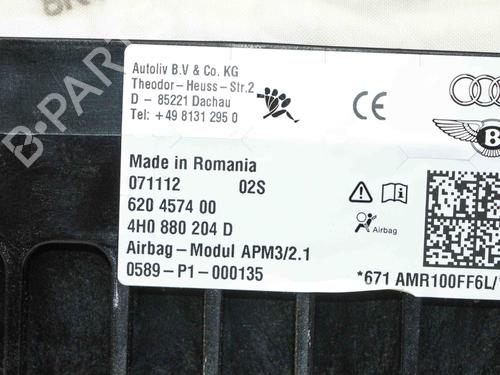 Autoliv B.V & Co. KG
Theodor-Heuss-Str.2
D - 85221 Dachau
Tel: +49 8131 295 0
CE
B
Made in Romania
071112 02S
620 4574 00
4H0 880 204 D
Airbag
Airbag-Modul APM3/2.1
0589-P1-000135
*671 AMR100FF6L/